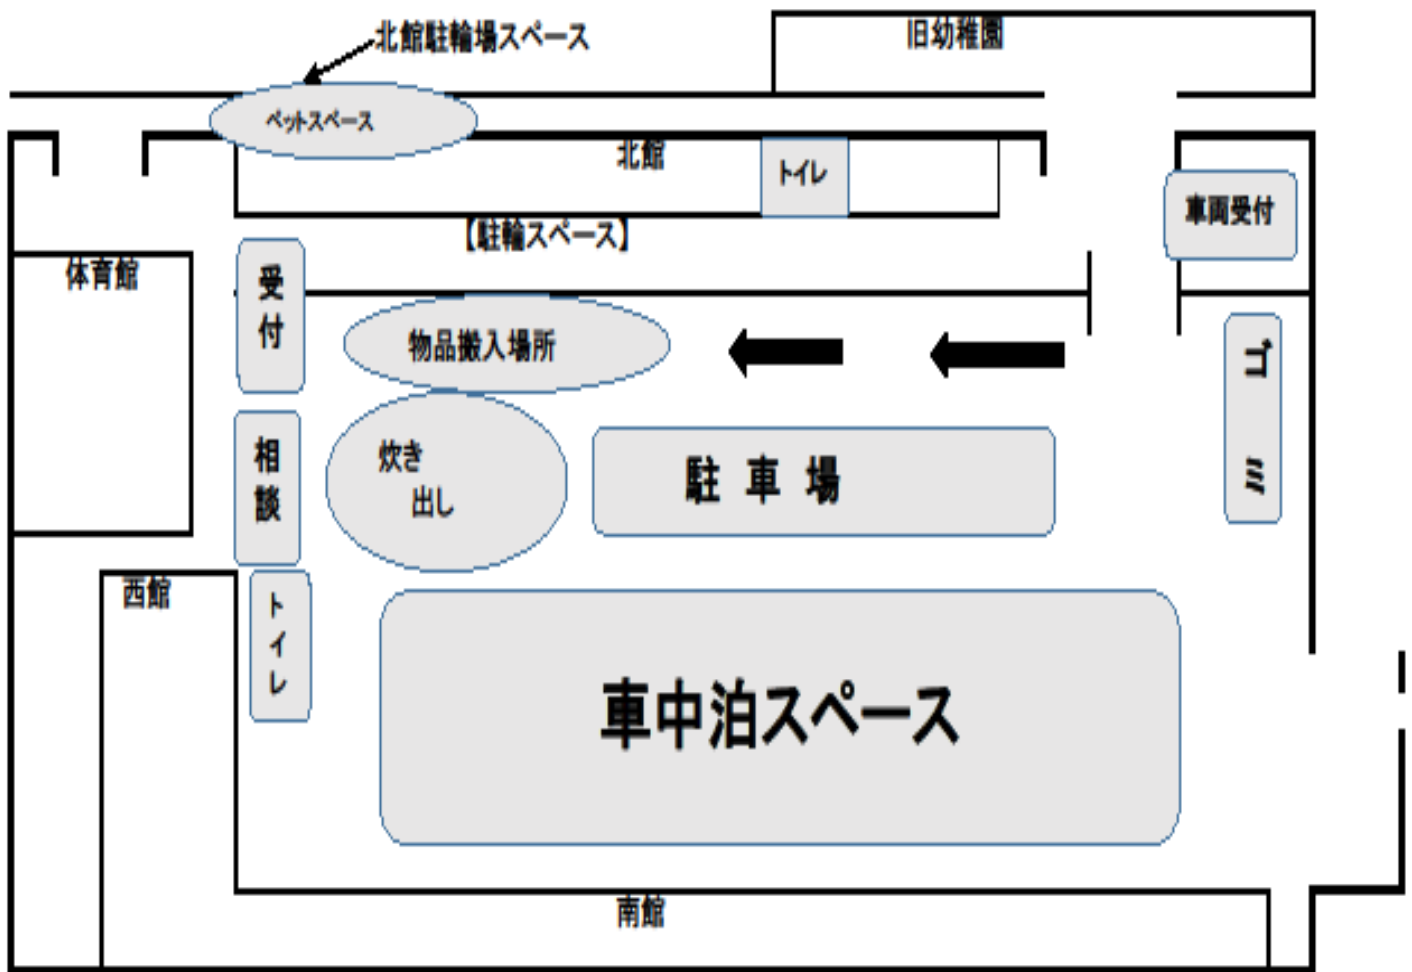 北館駐輪場スペース
旧幼稚園
ペットスペース
北館
トイレ
車両受付
【駐輪スペース】
体育館
受付
物品搬入場所
ゴミ
相談
炊き
出し
駐車場
西館
トイレ
車中泊スペース
南館